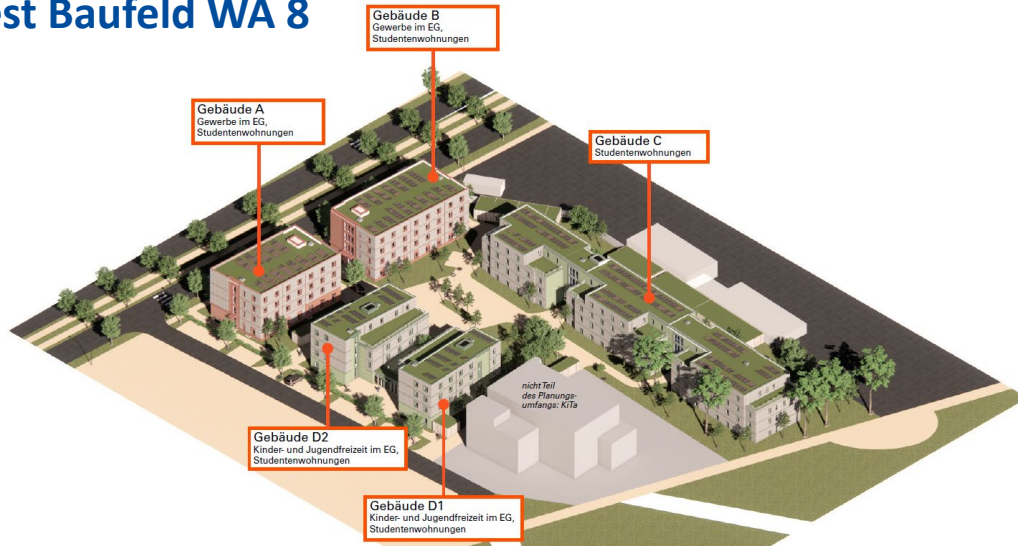 est Baufeld WA 8
Gebäude B
Gewerbe im EG,
Studentenwohnungen
Gebäude A
Gewerbe im EG,
Studentenwohnungen
Gebäude C
Studentenwohnungen
nicht Teil
des Planungs-
umfangs: KiTa
Gebäude D2
Kinder- und Jugendfreizeit im EG,
Studentenwohnungen
Gebäude D1
Kinder- und Jugendfreizeit im EG,
Studentenwohnungen